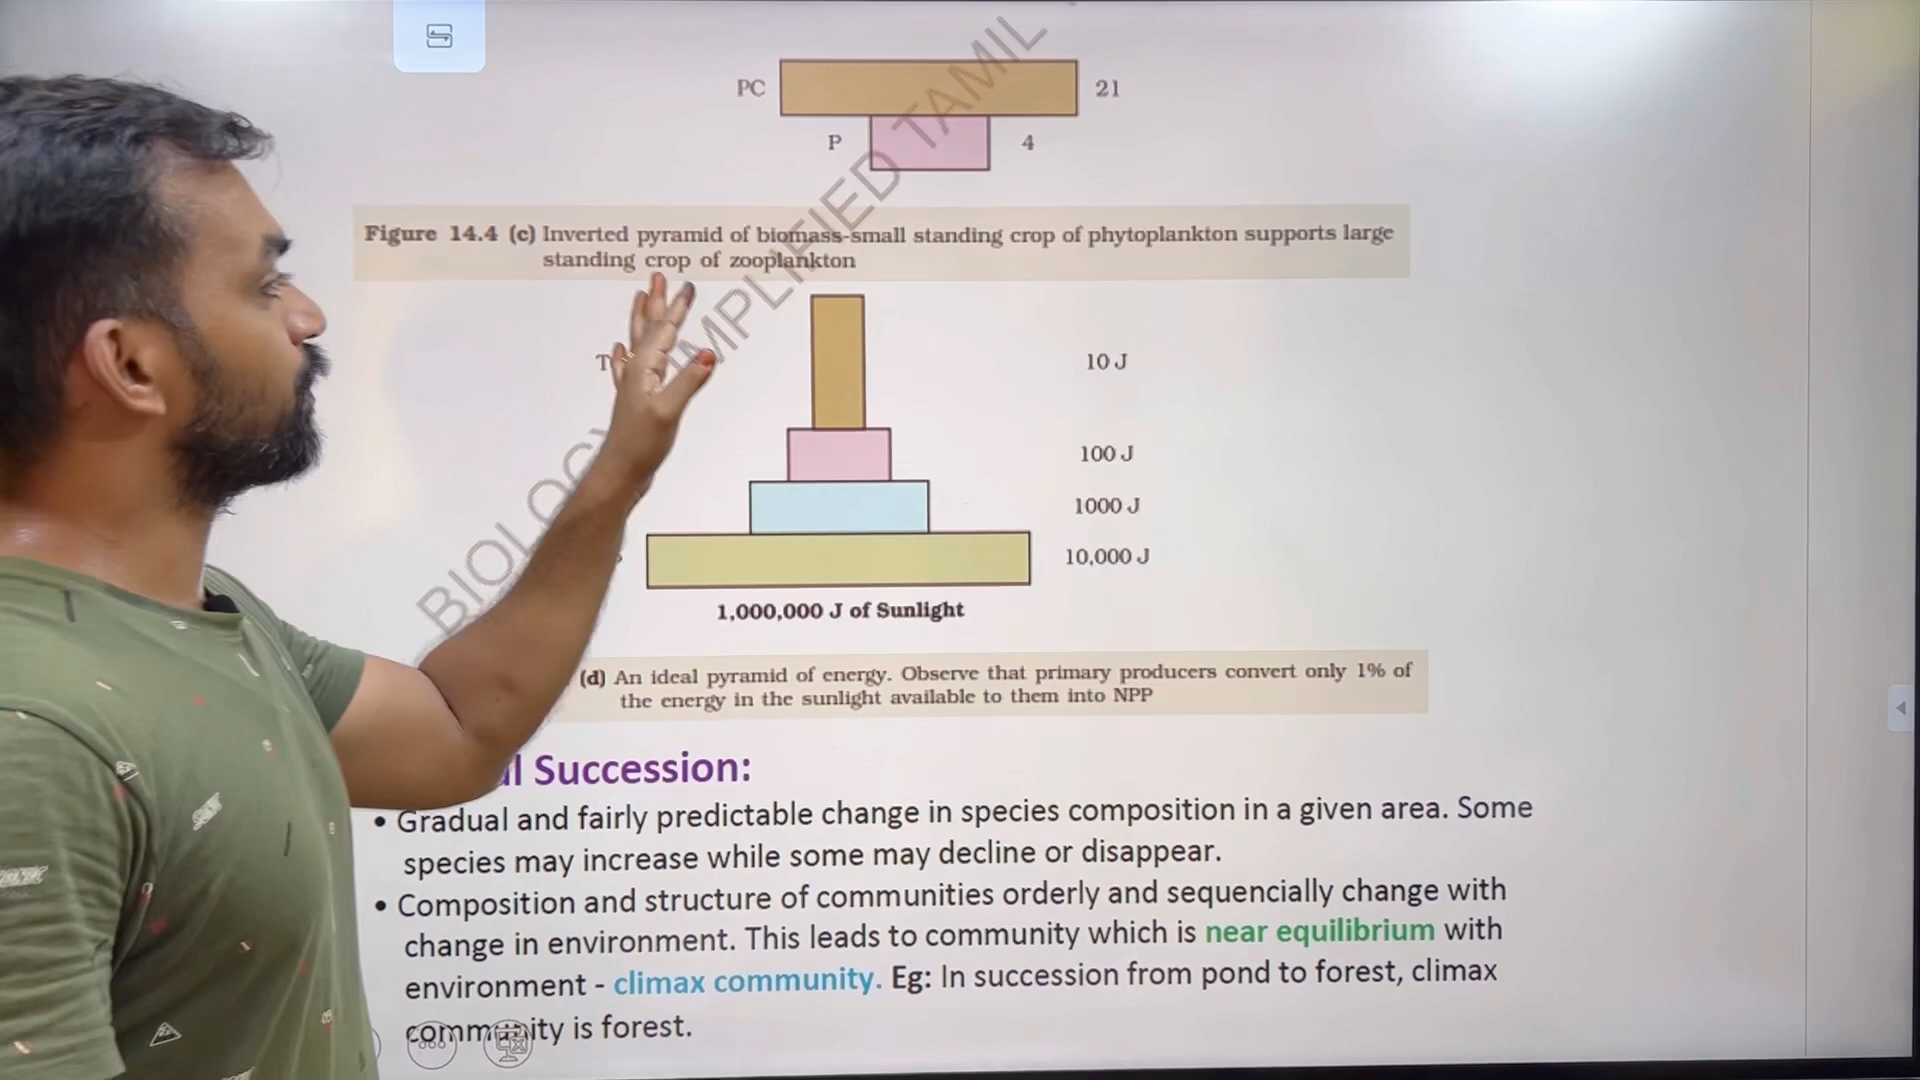 PC 21
P 4
Figure 14.4 (c) Inverted pyramid of biomass-small standing crop of phytoplankton supports large
standing crop of zooplankton
10 J
100 J
1000 J
10,000 J
1,000,000 J of Sunlight
(d) An ideal pyramid of energy. Observe that primary producers convert only 1% of
the energy in the sunlight available to them into NPP
Succession:
• Gradual and fairly predictable change in species composition in a given area. Some
species may increase while some may decline or disappear.
• Composition and structure of communities orderly and sequencially change with
change in environment. This leads to community which is near equilibrium with
environment - climax community. Eg: In succession from pond to forest, climax
community is forest.
BIOLOGY TAMIL